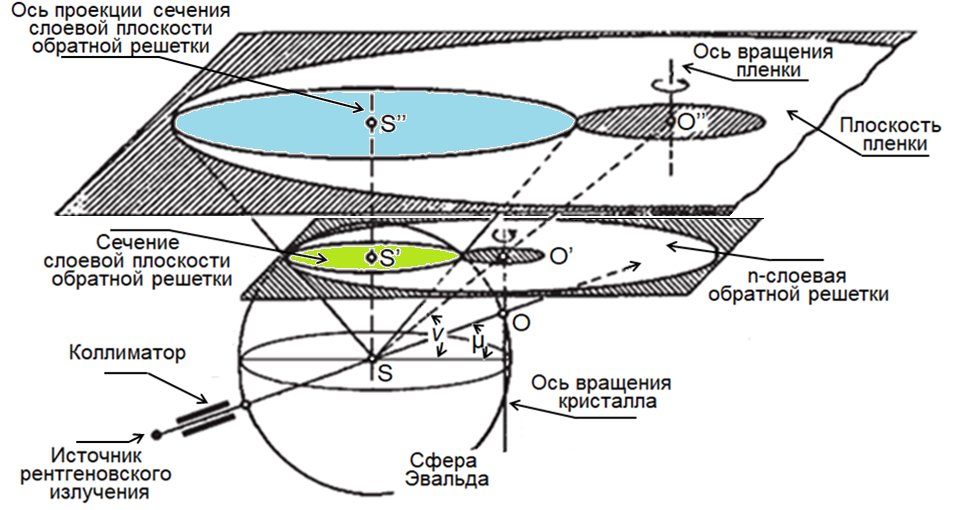 Ось проекции сечения
слоевой плоскости
обратной решетки
Ось вращения
пленки
S’’
O’’
Плоскость
пленки
Сечение
слоевой плоскости
обратной решетки
S’
O’
n-слоевая
обратной решетки
O
ν
μ
Коллиматор
S
Ось вращения
кристалла
Источник
рентгеновского
излучения
Сфера
Эвальда